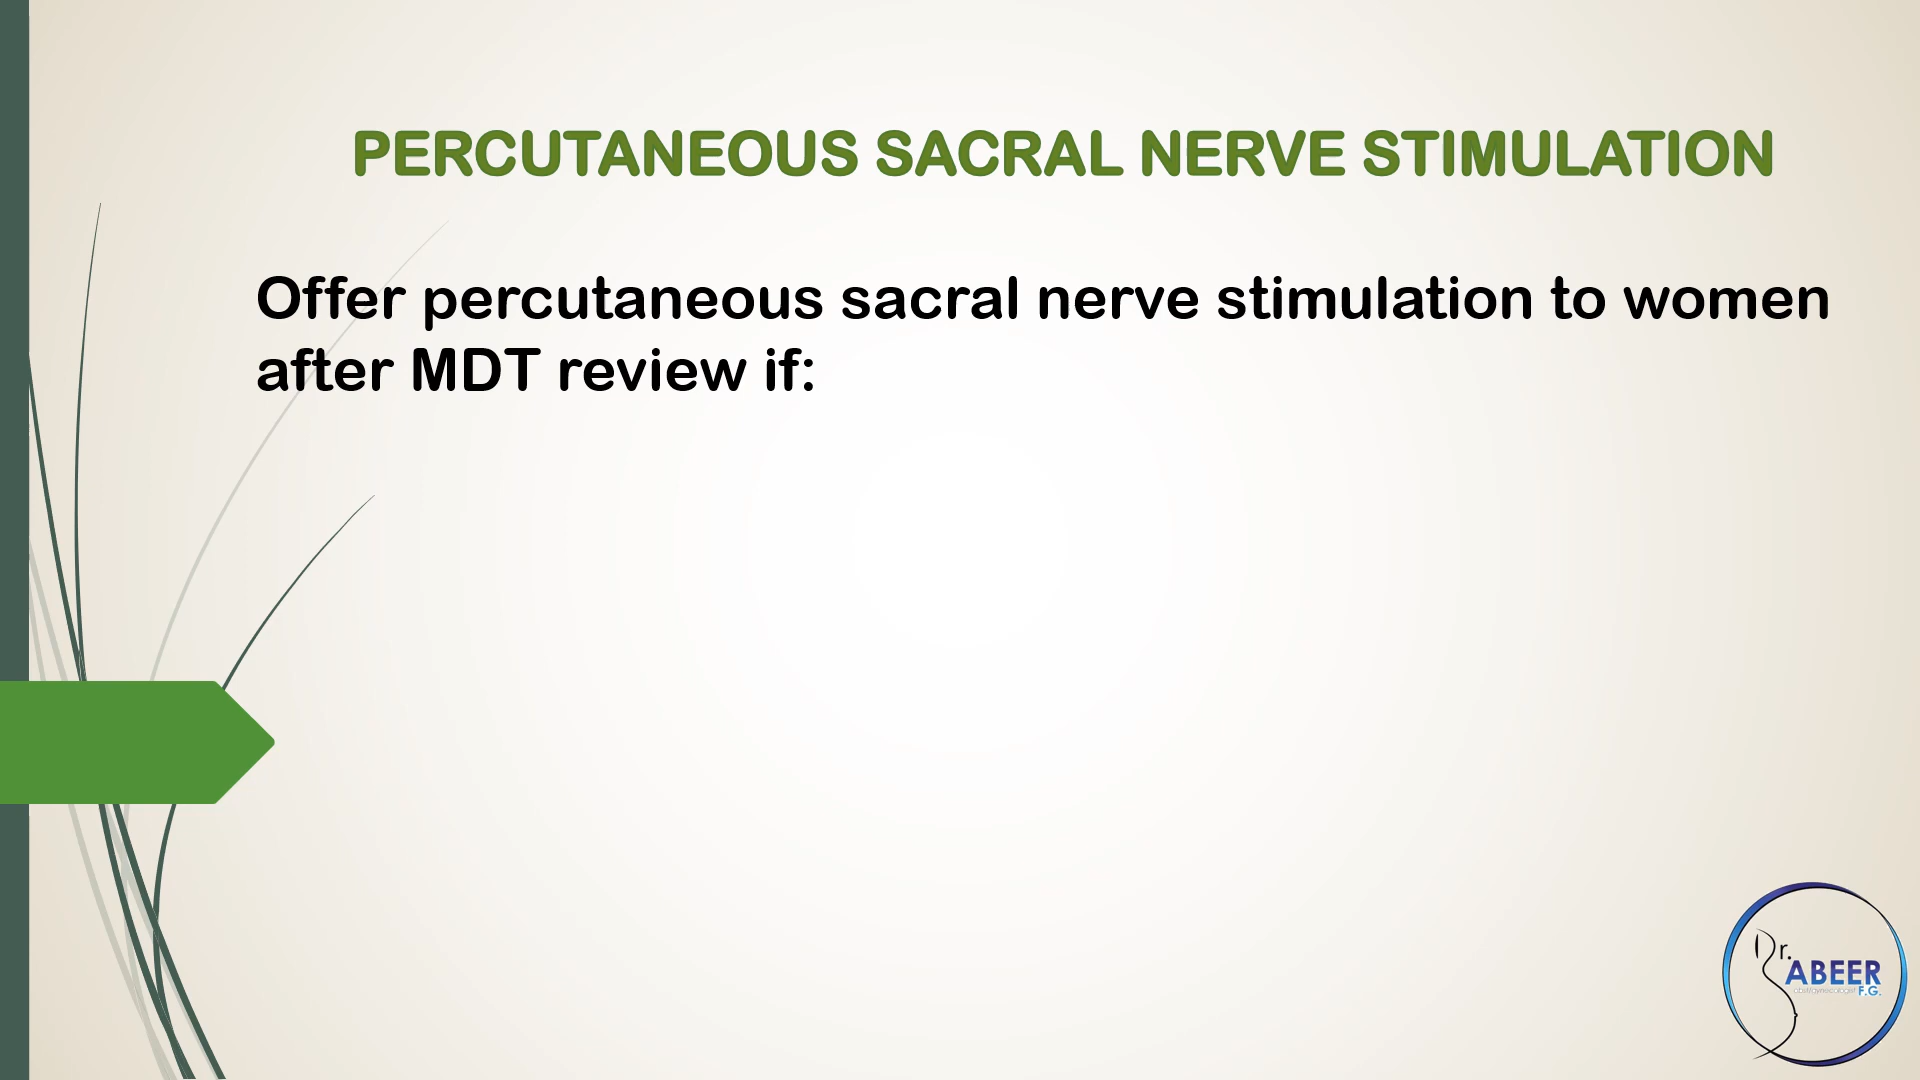 PERCUTANEOUS SACRAL NERVE STIMULATION
Offer percutaneous sacral nerve stimulation to women
after MDT review if:
Dr.
ABEER
F.G.